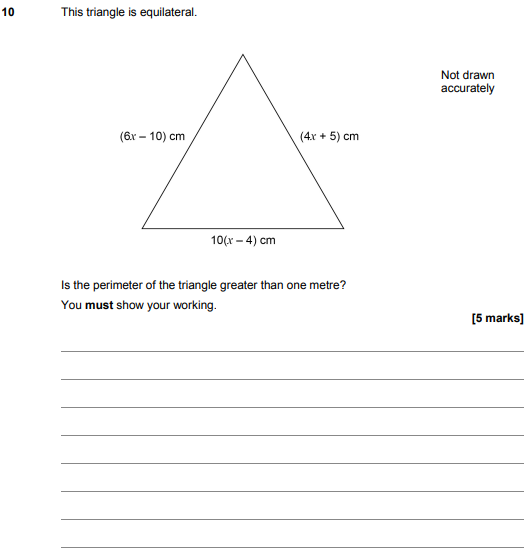 10 This triangle is equilateral.
Not drawn
accurately
(6x – 10) cm
(4x + 5) cm
10(x – 4) cm
Is the perimeter of the triangle greater than one metre?
You must show your working.
[5 marks]